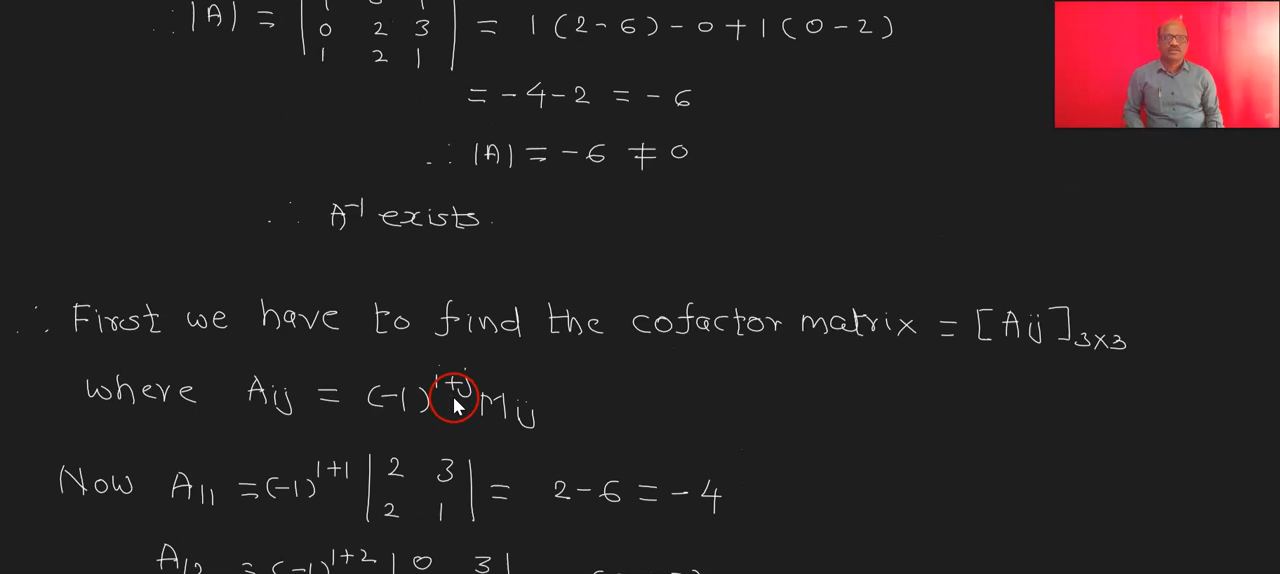 ∴ |A| = | 0 2 3 | = 1(2-6)-0+1(0-2)
1 2 1
= -4-2 = -6
∴ |A| = -6 ≠ 0
∴ A⁻¹ exists.
∴ First we have to find the cofactor matrix = [Aij]3×3
where Aij = (-1)^i+j Mij
Now A11 = (-1)^1+1 | 2 3 | = 2-6 = -4
2 1
A12 = (-1)^1+2 | 0 3 |